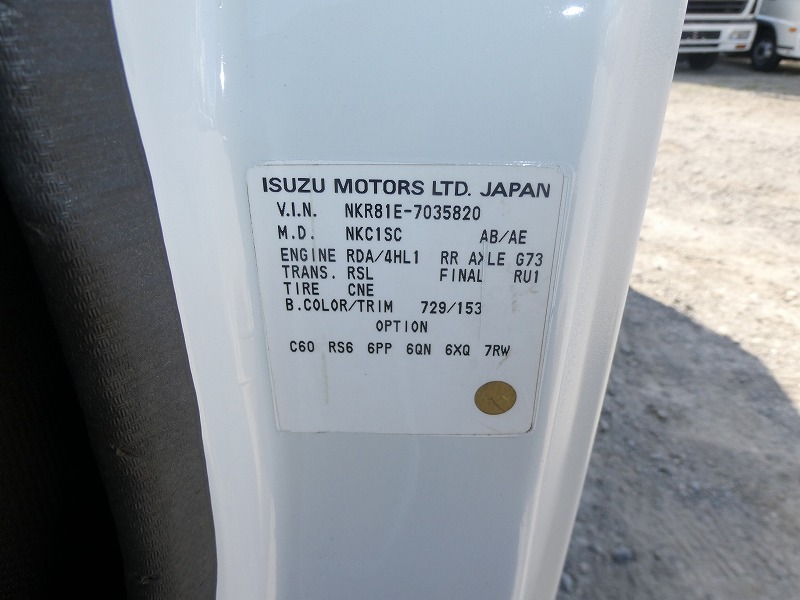 ISUZU MOTORS LTD. JAPAN
V.I.N. NKR81E-7035820
M.D. NKC1SC AB/AE
ENGINE RDA/4HL1 RR AXLE G73
TRANS. RSL FINAL RU1
TIRE CNE
B.COLOR/TRIM 729/153
OPTION
C60 RS6 6PP 6QN 6XQ 7RW